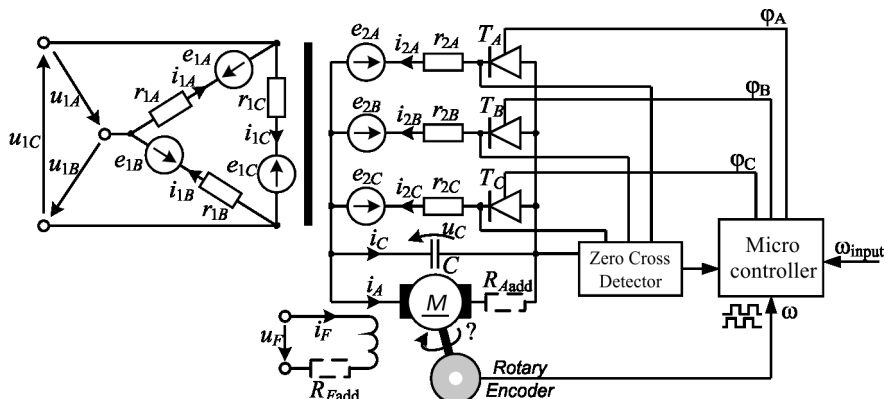 e1A
i1A
r1A
u1A
u1C
u1B
e1B
i1B
r1B
r1C
i1C
e1C
e2A
i2A
r2A
TA
φA
e2B
i2B
r2B
TB
φB
e2C
i2C
r2C
TC
φC
iC
uC
C
iA
M
RAadd
Zero Cross
Detector
Micro
controller
ωinput
ω
uF
iF
RFadd
?
Rotary
Encoder